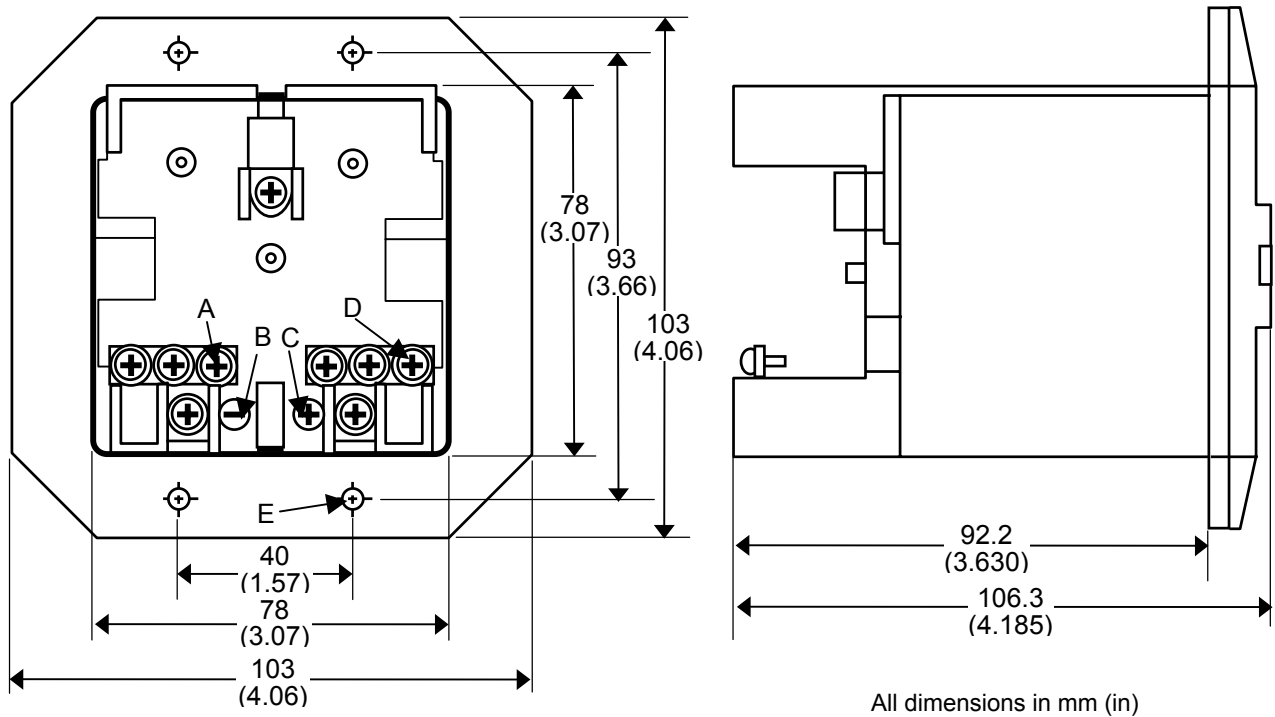 A
B
C
D
E
78
(3.07)
93
(3.66)
103
(4.06)
40
(1.57)
78
(3.07)
103
(4.06)
92.2
(3.630)
106.3
(4.185)
All dimensions in mm (in)